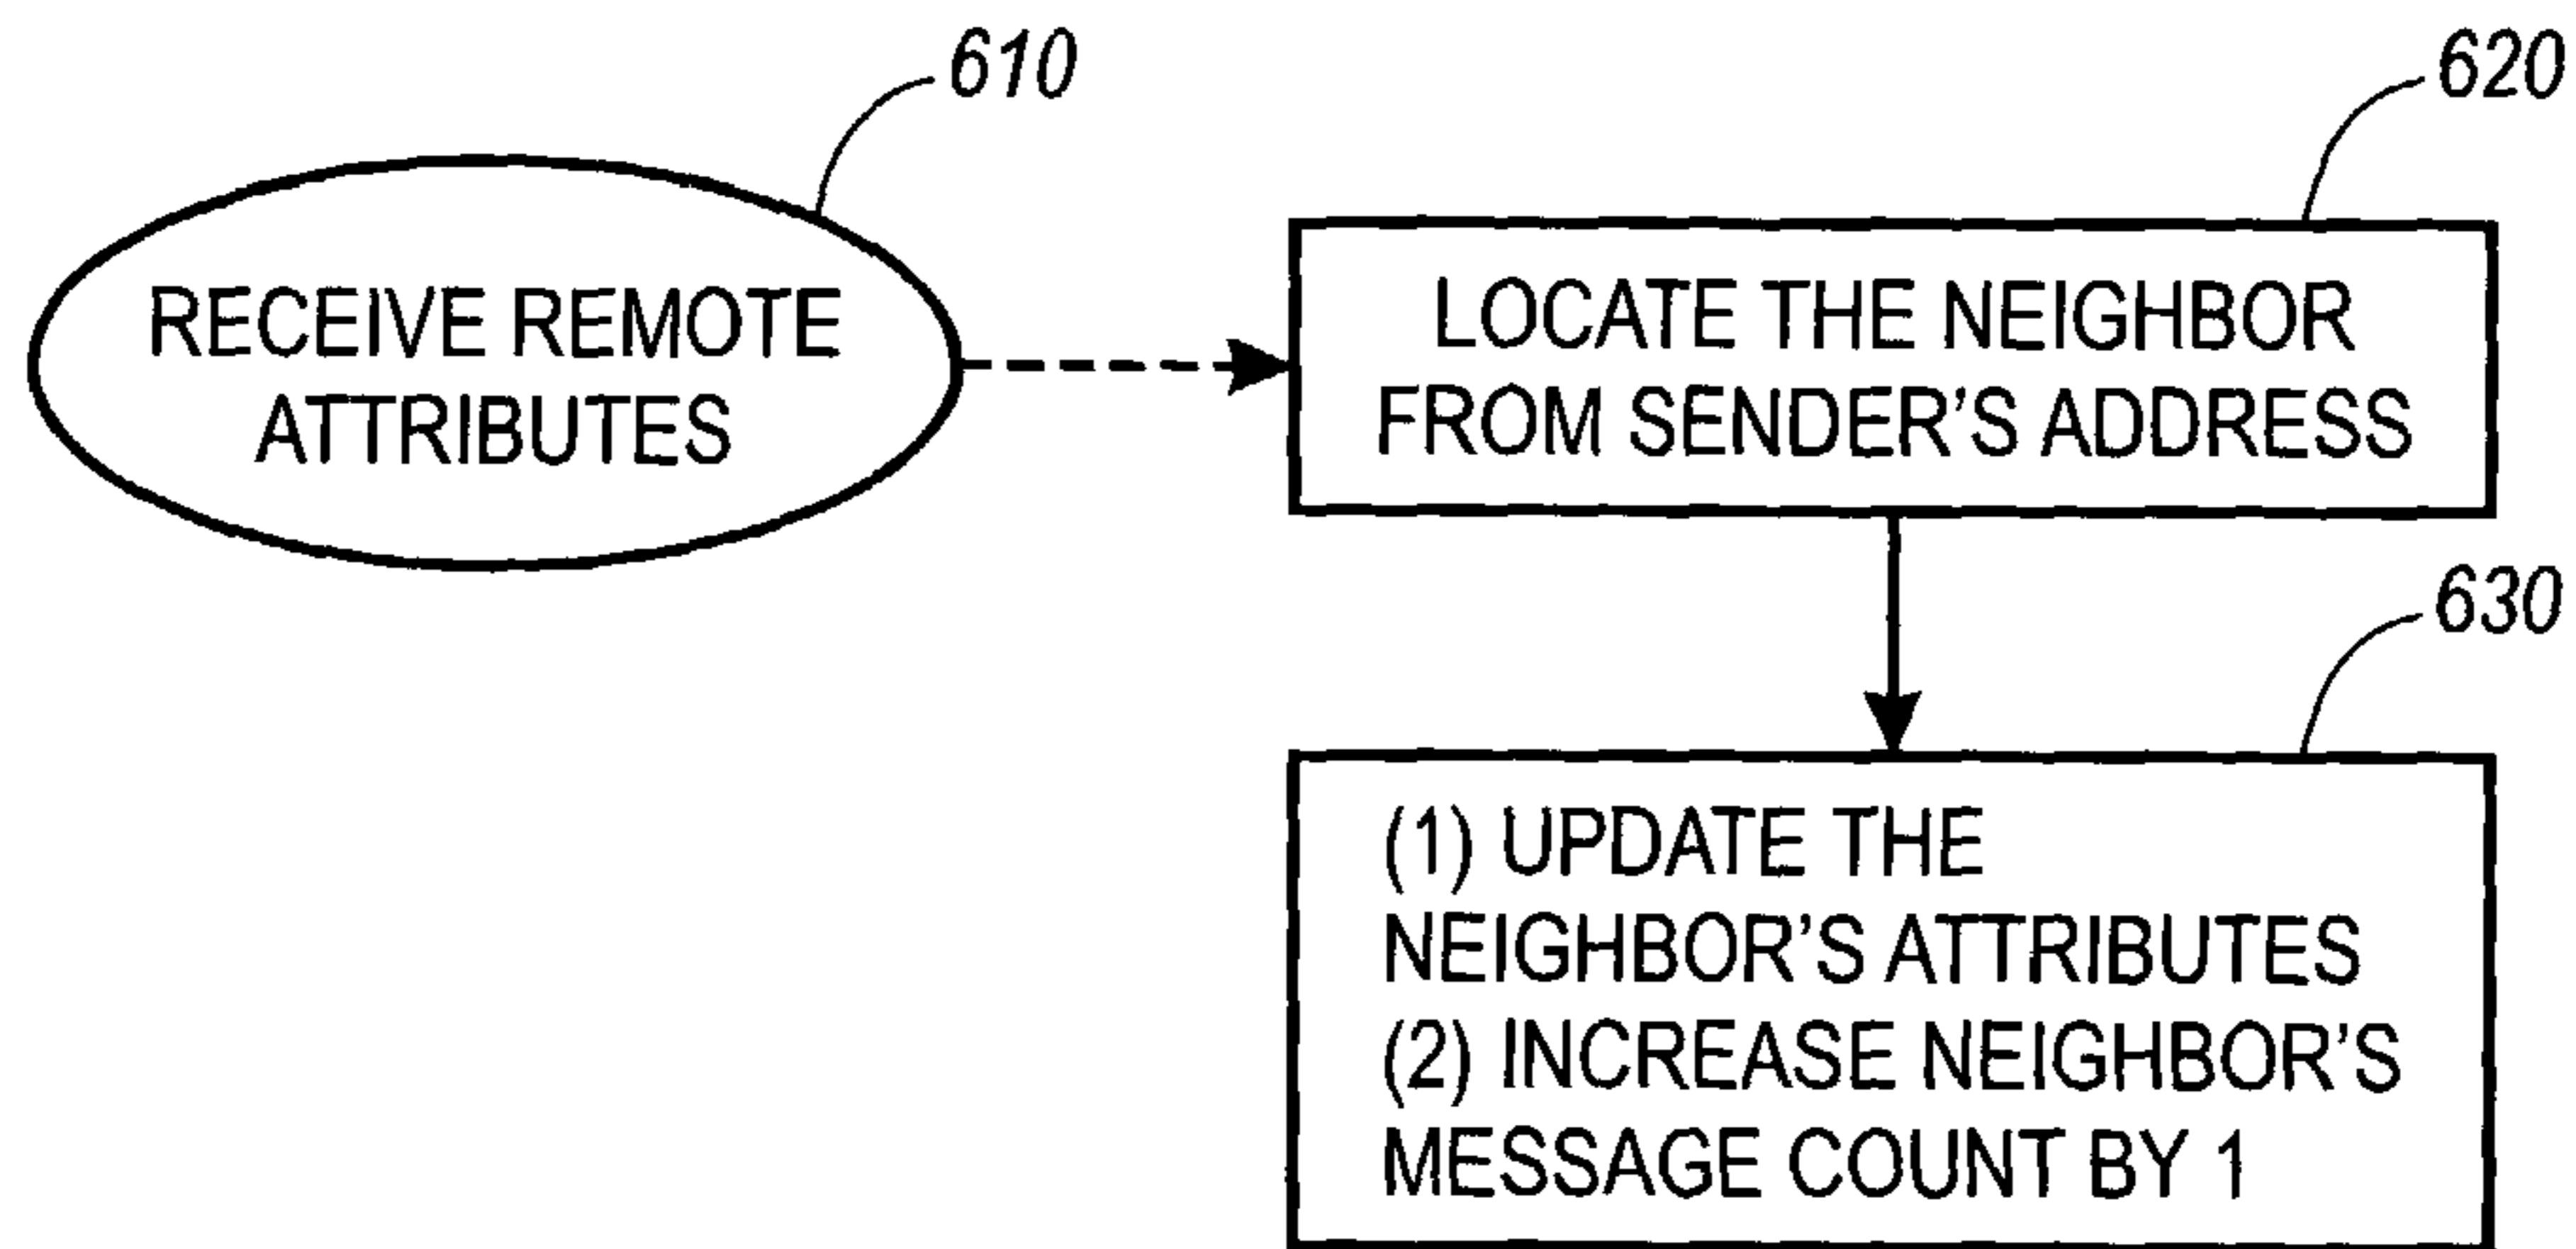 610
RECEIVE REMOTE
ATTRIBUTES
620
LOCATE THE NEIGHBOR
FROM SENDER'S ADDRESS
630
(1) UPDATE THE
NEIGHBOR'S ATTRIBUTES
(2) INCREASE NEIGHBOR'S
MESSAGE COUNT BY 1